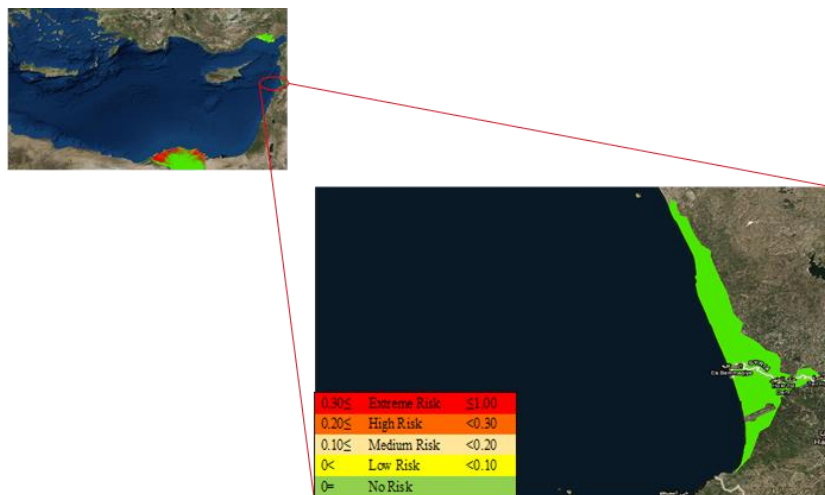 0.30≤ Extreme Risk ≤1.00
0.20≤ High Risk <0.30
0.10≤ Medium Risk <0.20
0< Low Risk <0.10
0= No Risk